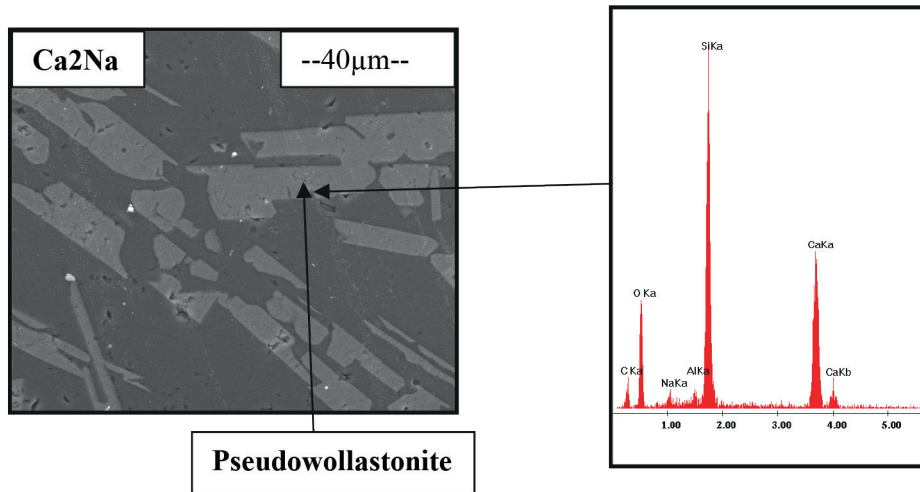 Ca2Na
--40µm--
Pseudowollastonite
SiKa
CaKa
O Ka
C Ka
NaKa
AlKa
CaKb
1.00 2.00 3.00 4.00 5.00